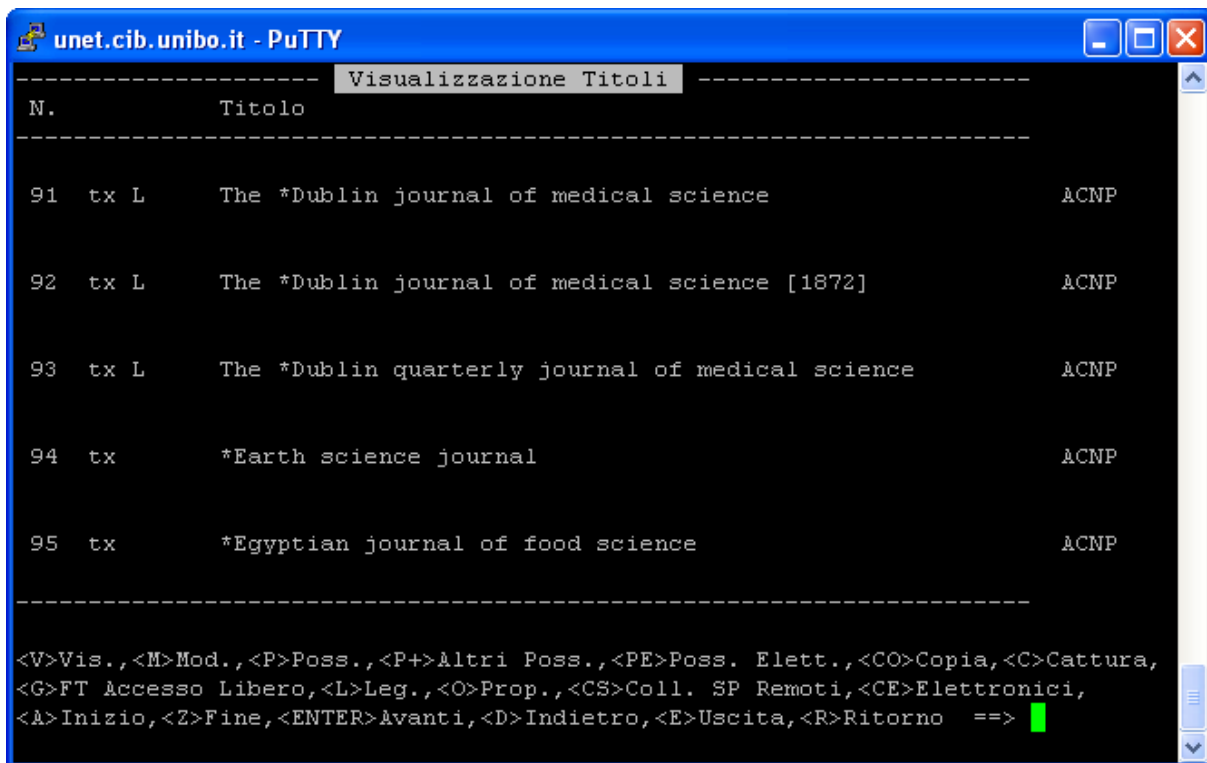 unet.cib.unibo.it - PuTTY
--------------------- Visualizzazione Titoli -----------------------
N. Titolo
----------------------------------------------------------------------
91 tx L The *Dublin journal of medical science ACNP
92 tx L The *Dublin journal of medical science [1872] ACNP
93 tx L The *Dublin quarterly journal of medical science ACNP
94 tx *Earth science journal ACNP
95 tx *Egyptian journal of food science ACNP
----------------------------------------------------------------------
<V>Vis.,<M>Mod.,<P>Poss.,<P+>Altri Poss.,<PE>Poss. Elett.,<CO>Copia,<C>Cattura,
<G>FT Accesso Libero,<L>Leg.,<O>Prop.,<CS>Coll. SP Remoti,<CE>Elettronici,
<A>Inizio,<Z>Fine,<ENTER>Avanti,<D>Indietro,<E>Uscita,<R>Ritorno ==>